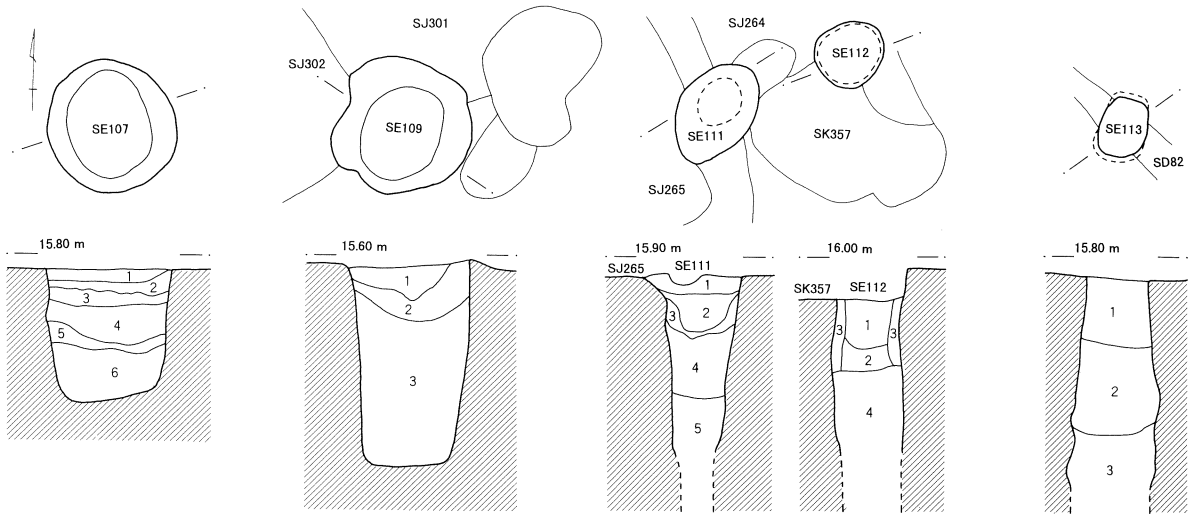 SJ301
SJ264
SJ302
SE112
SE107
SE109
SE111
SE113
SK357
SD82
SJ265
15.80 m
15.60 m
15.90 m
16.00 m
15.80 m
SJ265
SE111
SK357
SE112
1
2
3
4
5
6
1
2
3
1
2
3
4
5
1
2
3
3
4
1
2
3